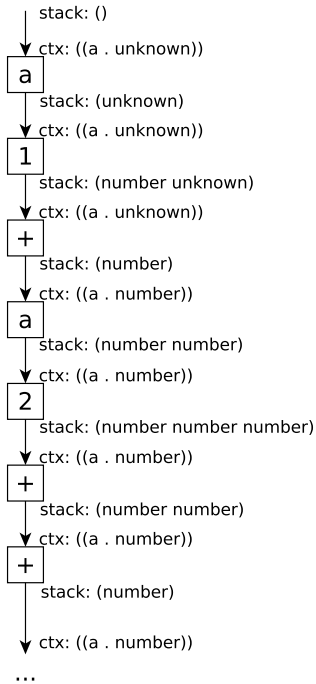 stack: ()
ctx: ((a . unknown))
a
stack: (unknown)
ctx: ((a . unknown))
1
stack: (number unknown)
ctx: ((a . unknown))
+
stack: (number)
ctx: ((a . number))
a
stack: (number number)
ctx: ((a . number))
2
stack: (number number number)
ctx: ((a . number))
+
stack: (number number)
ctx: ((a . number))
+
stack: (number)
ctx: ((a . number))
...